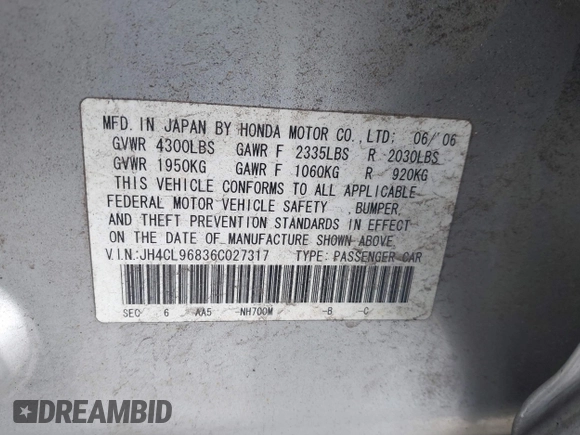 MFD. IN JAPAN BY HONDA MOTOR CO., LTD: 06/'06
GVWR 4300LBS GAWR F 2335LBS R 2030LBS
GVWR 1950KG GAWR F 1060KG R 920KG
THIS VEHICLE CONFORMS TO ALL APPLICABLE
FEDERAL MOTOR VEHICLE SAFETY ,BUMPER,
AND THEFT PREVENTION STANDARDS IN EFFECT
ON THE DATE OF MANUFACTURE SHOWN ABOVE.
V.I.N.:JH4CL96836C027317 TYPE: PASSENGER CAR
SEC 6 AA5 -NH700M -B -C
DREAMBID